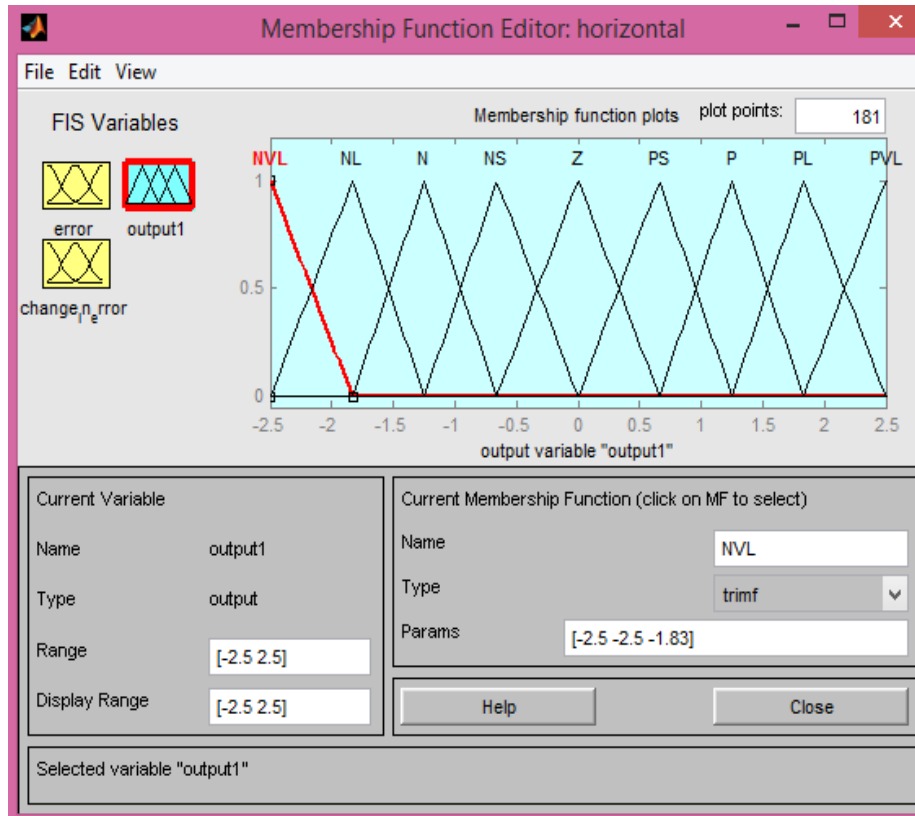 Membership Function Editor: horizontal
File Edit View
FIS Variables
Membership function plots plot points: 181
NVL NL N NS Z PS P PL PVL
1
0.5
0
-2.5 -2 -1.5 -1 -0.5 0 0.5 1 1.5 2 2.5
output variable "output1"
error output1
change_in_error
Current Variable
Name output1
Type output
Range [-2.5 2.5]
Display Range [-2.5 2.5]
Current Membership Function (click on MF to select)
Name NVL
Type trimf
Params [-2.5 -2.5 -1.83]
Help Close
Selected variable "output1"